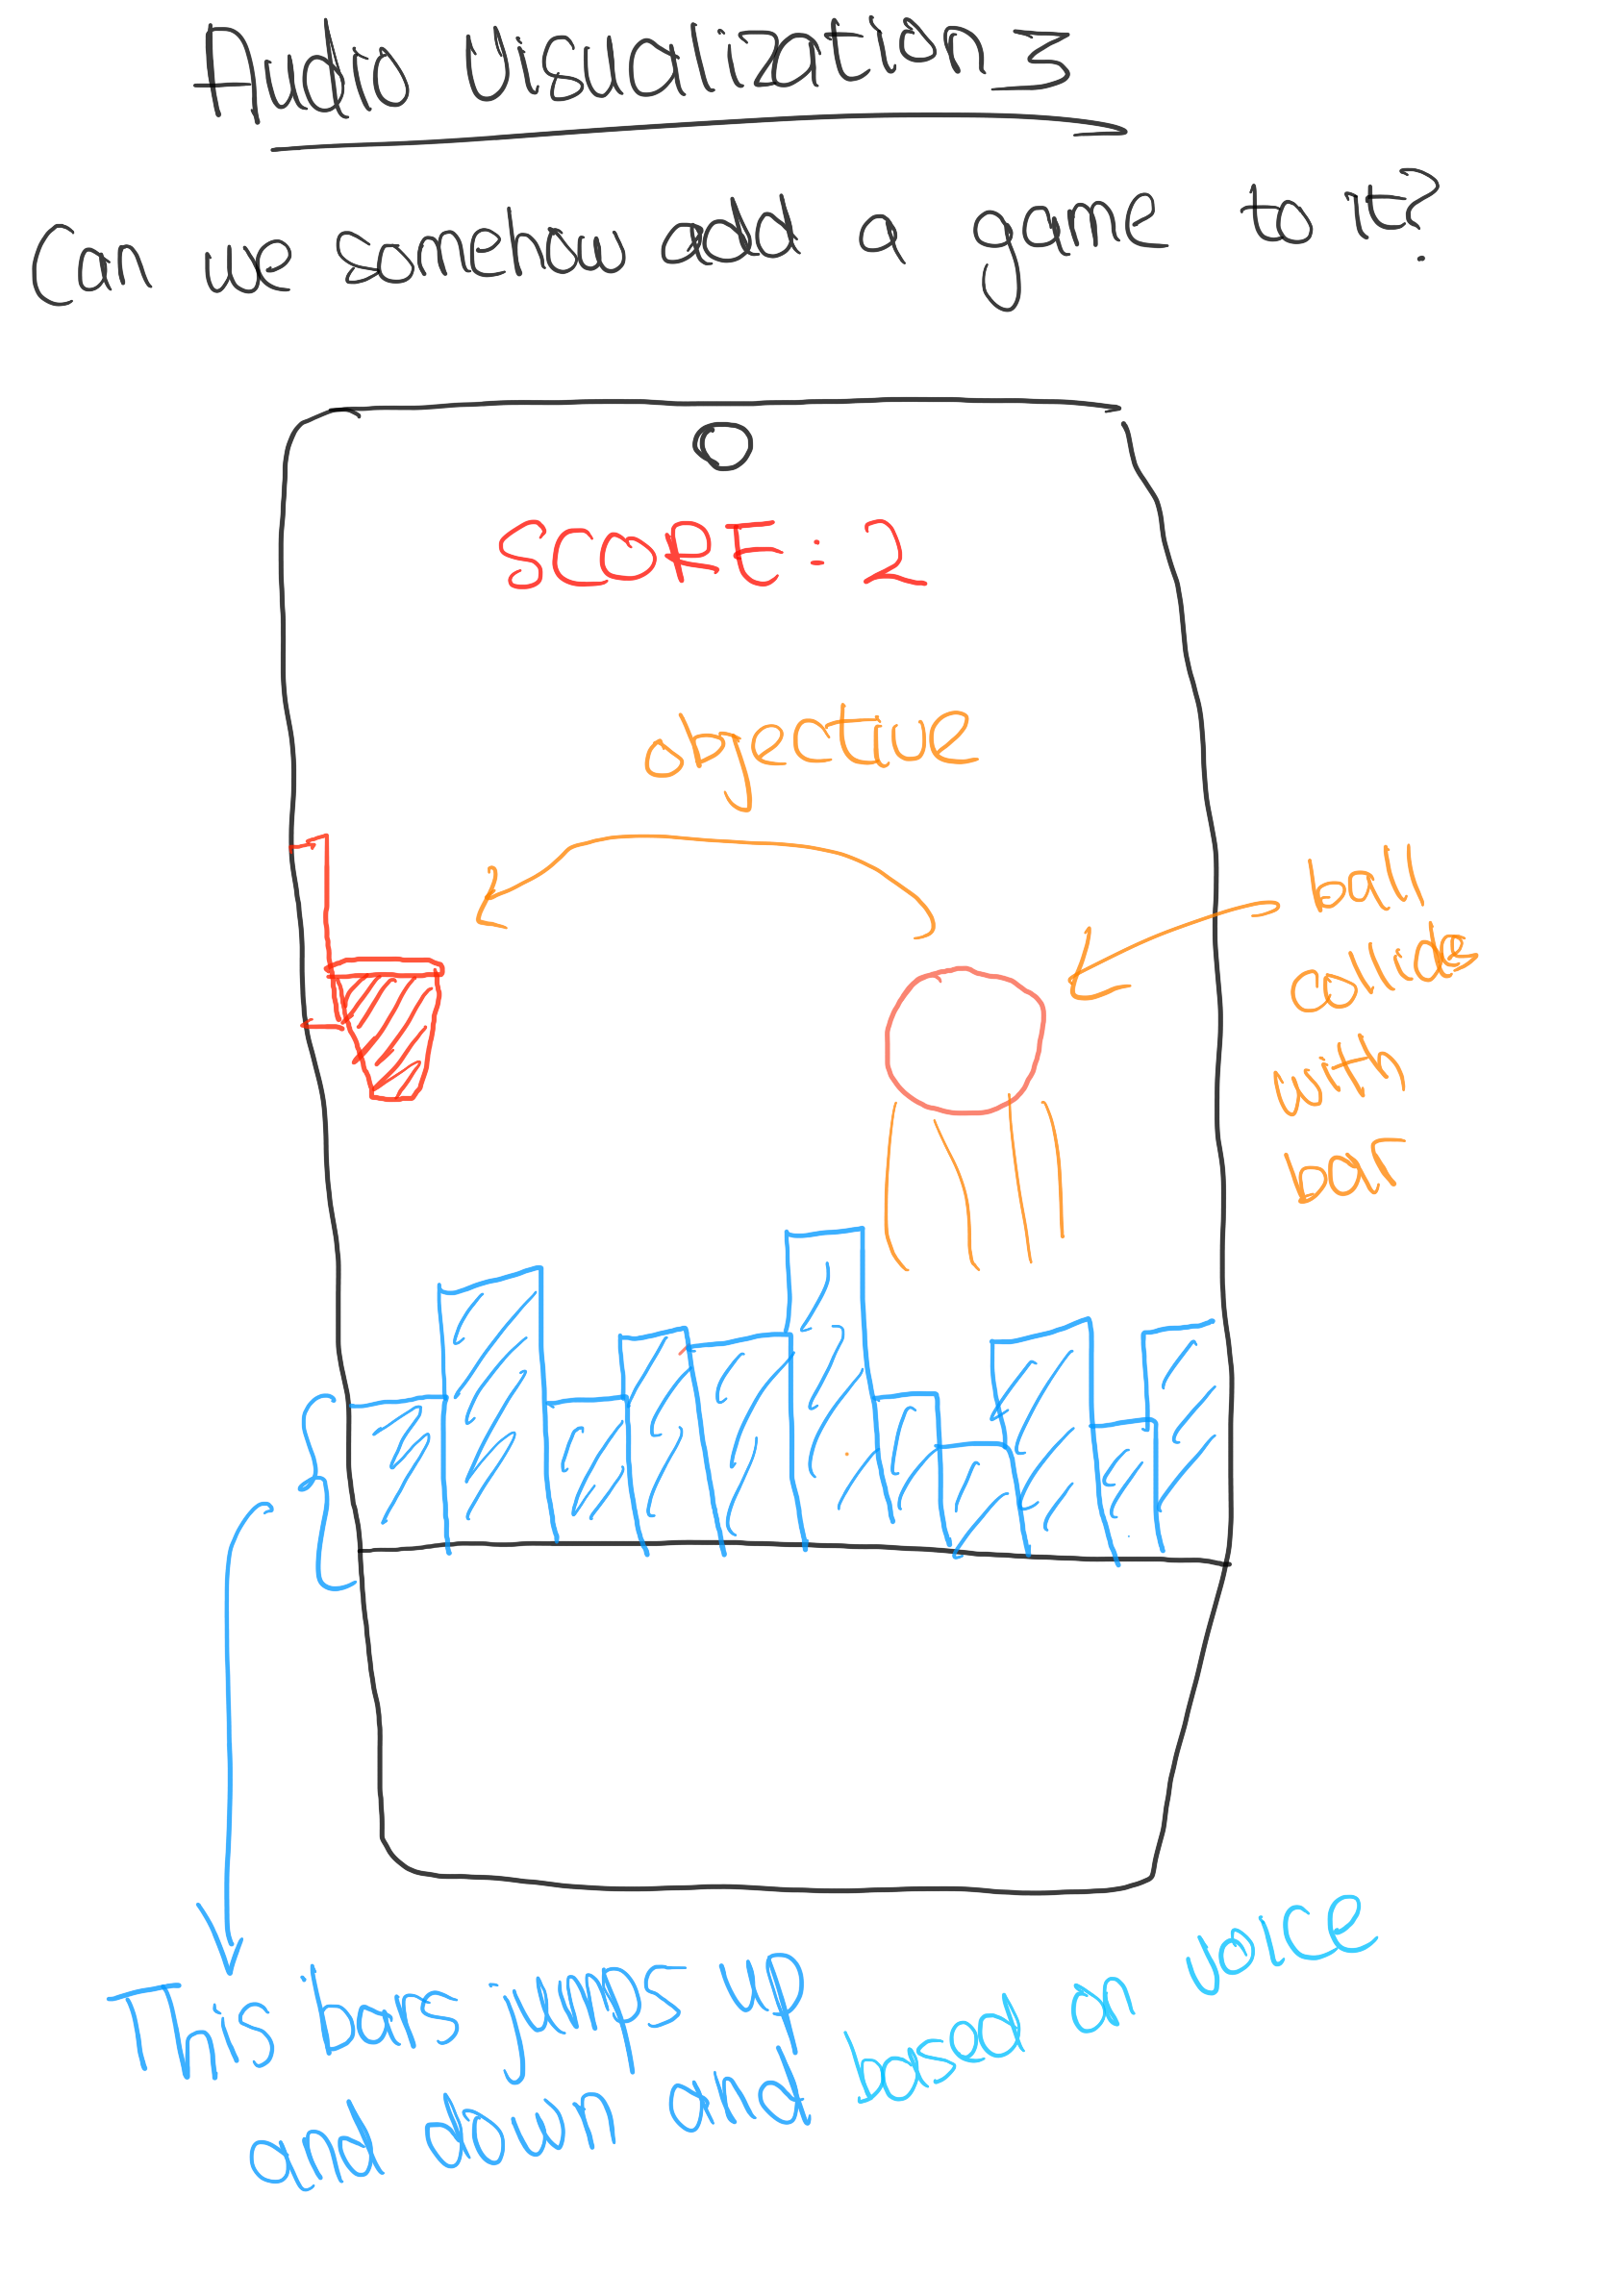 Audio Visualization 3
Can we somehow add a game to it?
SCORE: 2
objective
ball
collides
with
bar
This bars jumps up
and down and based on voice